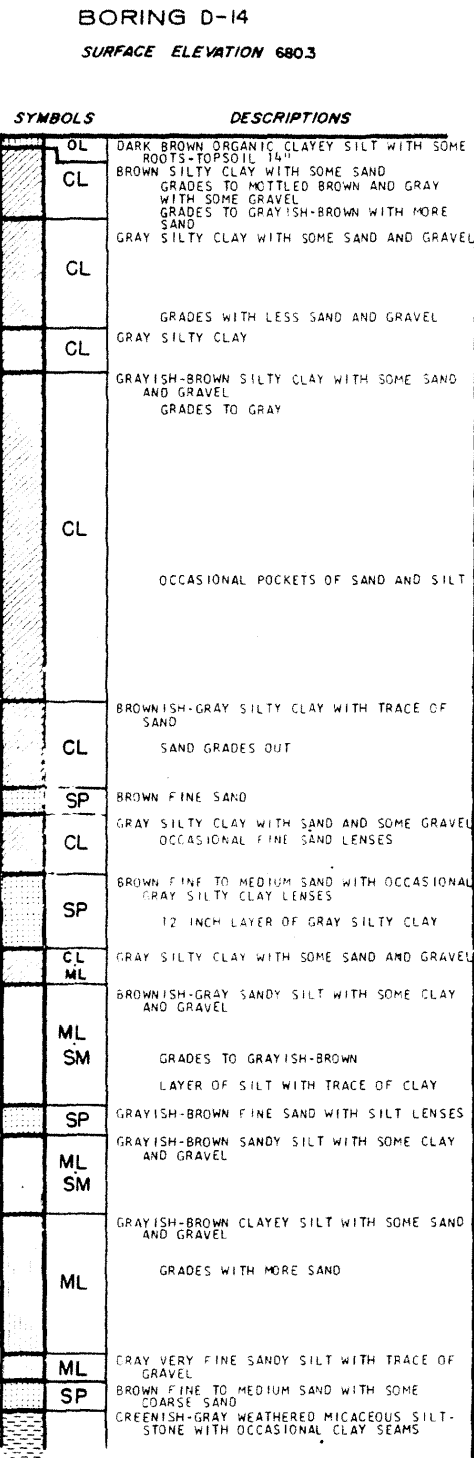 BORING D-14
SURFACE ELEVATION 680.3
SYMBOLS DESCRIPTIONS
OL DARK BROWN ORGANIC CLAYEY SILT WITH SOME
ROOTS-TOPSOIL 14"
CL BROWN SILTY CLAY WITH SOME SAND
GRADES TO MOTTLED BROWN AND GRAY
WITH SOME GRAVEL
GRADES TO GRAYISH-BROWN WITH MORE
SAND
GRAY SILTY CLAY WITH SOME SAND AND GRAVEL
CL
GRADES WITH LESS SAND AND GRAVEL
CL GRAY SILTY CLAY
GRAYISH-BROWN SILTY CLAY WITH SOME SAND
AND GRAVEL
GRADES TO GRAY
CL
OCCASIONAL POCKETS OF SAND AND SILT
BROWNISH-GRAY SILTY CLAY WITH TRACE OF
SAND
CL SAND GRADES OUT
SP BROWN FINE SAND
GRAY SILTY CLAY WITH SAND AND SOME GRAVEL
CL OCCASIONAL FINE SAND LENSES
BROWN FINE TO MEDIUM SAND WITH OCCASIONAL
GRAY SILTY CLAY LENSES
SP
12 INCH LAYER OF GRAY SILTY CLAY
CL GRAY SILTY CLAY WITH SOME SAND AND GRAVEL
ML
BROWNISH-GRAY SANDY SILT WITH SOME CLAY
AND GRAVEL
ML
SM GRADES TO GRAYISH-BROWN
LAYER OF SILT WITH TRACE OF CLAY
SP GRAYISH-BROWN FINE SAND WITH SILT LENSES
GRAYISH-BROWN SANDY SILT WITH SOME CLAY
AND GRAVEL
ML
SM
GRAYISH-BROWN CLAYEY SILT WITH SOME SAND
AND GRAVEL
GRADES WITH MORE SAND
ML
ML GRAY VERY FINE SANDY SILT WITH TRACE OF
GRAVEL
SP BROWN FINE TO MEDIUM SAND WITH SOME
COARSE SAND
GREENISH-GRAY WEATHERED MICACEOUS SILT-
STONE WITH OCCASIONAL CLAY SEAMS